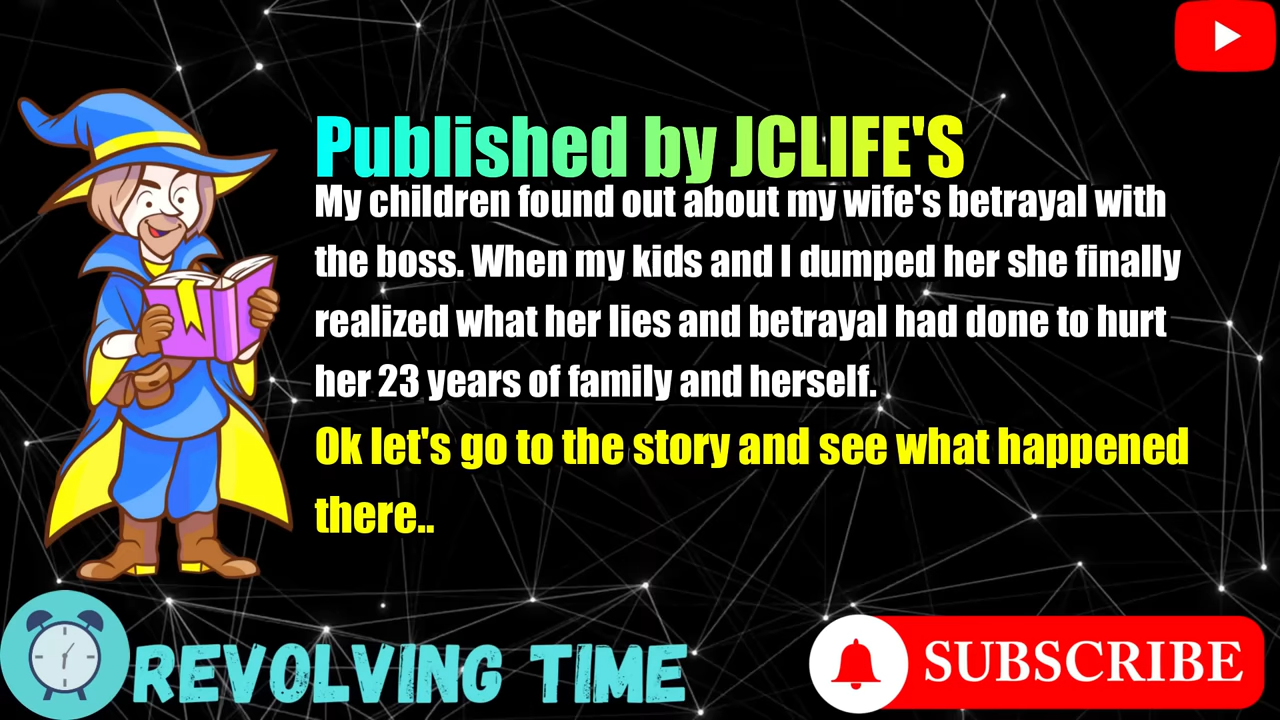 Published by JCLIFE'S
My children found out about my wife's betrayal with
the boss. When my kids and I dumped her she finally
realized what her lies and betrayal had done to hurt
her 23 years of family and herself.
Ok let's go to the story and see what happened
there..
REVOLVING TIME
SUBSCRIBE